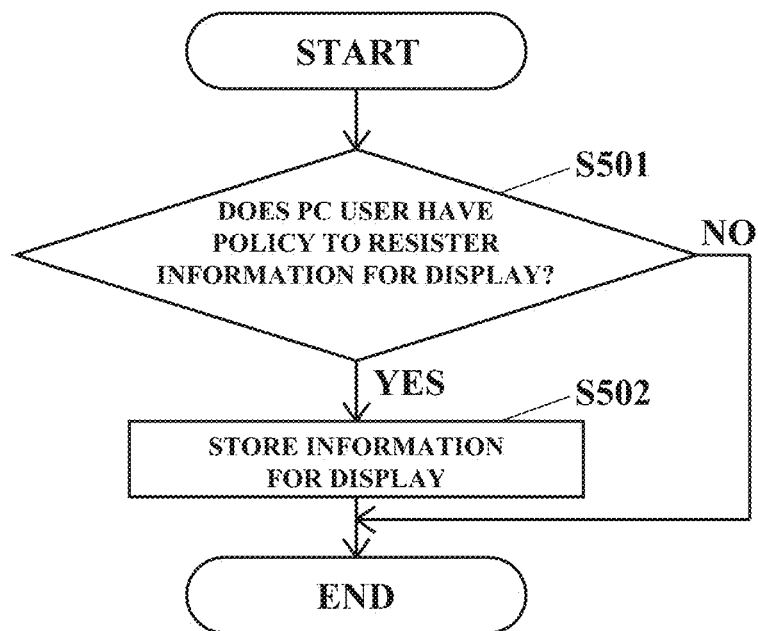 START
S501
DOES PC USER HAVE
POLICY TO RESISTER
INFORMATION FOR DISPLAY?
NO
YES
S502
STORE INFORMATION
FOR DISPLAY
END